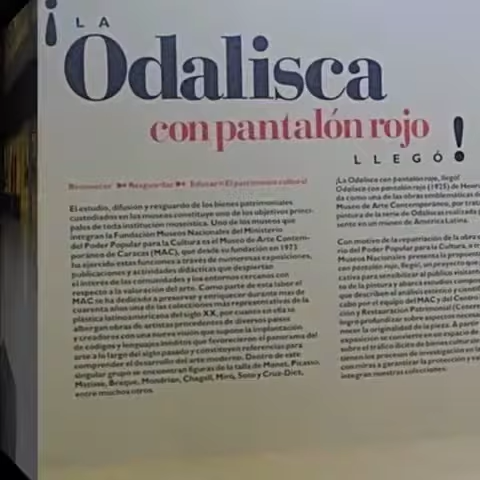 ¡LA
Odalisca
con pantalón rojo
LLEGÓ!
Reconocer Resguardar Educar El patrimonio cultural
El estudio, difusión y resguardo de los bienes patrimoniales
custodiados en los museos constituye uno de los objetivos princi-
pales de toda institución museística. Uno de los museos que
integran la Fundación Museos Nacionales del Ministerio
del Poder Popular para la Cultura es el Museo de Arte Contem-
poráneo de Caracas (MAC), que desde su fundación en 1973
ha ejercido estas funciones a través de numerosas exposiciones,
publicaciones y actividades didácticas que despiertan
el interés de las comunidades y los entornos cercanos con
respecto a la valoración del arte. Como parte de esta labor el
MAC se ha dedicado a preservar y enriquecer durante más de
cuarenta años una de las colecciones más representativas de la
plástica latinoamericana del siglo XX, por cuanto en ella se
albergan obras de artistas procedentes de diversos países
y creadores con una nueva visión que supone la implantación
de códigos y lenguajes inéditos que favorecieron el panorama del
arte a lo largo del siglo pasado y constituyen referencias para
comprender el desarrollo del arte moderno. Dentro de este
singular grupo se encuentran figuras de la talla de Monet, Picasso,
Matisse, Braque, Mondrian, Chagall, Miró, Soto y Cruz-Diez,
entre muchos otros.
¡La Odalisca con pantalón rojo, llegó!
Odalisca con pantalón rojo (1925) de Henri
da como una de las obras emblemáticas d
Museo de Arte Contemporáneo, por trata
pintura de la serie de Odaliscas realizada p
sente en un museo de América Latina.
Con motivo de la repatriación de la obra
rio del Poder Popular para la Cultura, a
Museos Nacionales presenta la propuesta
con pantalón rojo, llegó!, un proyecto que
cativa para sensibilizar al público visitante
de la pintura y abarca estudios compara
que describen el análisis estético y científ
cabo por el equipo del MAC y del Centro
ción y Restauración Patrimonial (Cence
logra profundizar sobre aspectos necesa
nocer la originalidad de la pieza. A partir
exposición se convierte en un espacio de
sobre el tráfico ilícito de bienes culturale
tienen los procesos de investigación en l
con miras a garantizar la protección y va
integran nuestras colecciones.